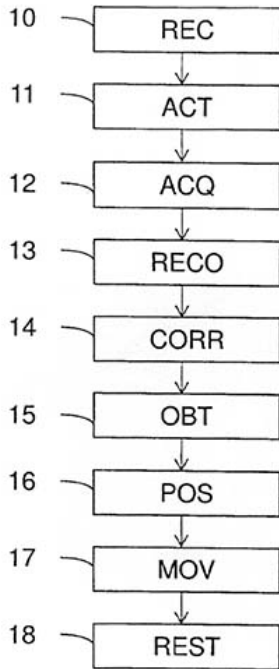 10 REC
11 ACT
12 ACQ
13 RECO
14 CORR
15 OBT
16 POS
17 MOV
18 REST